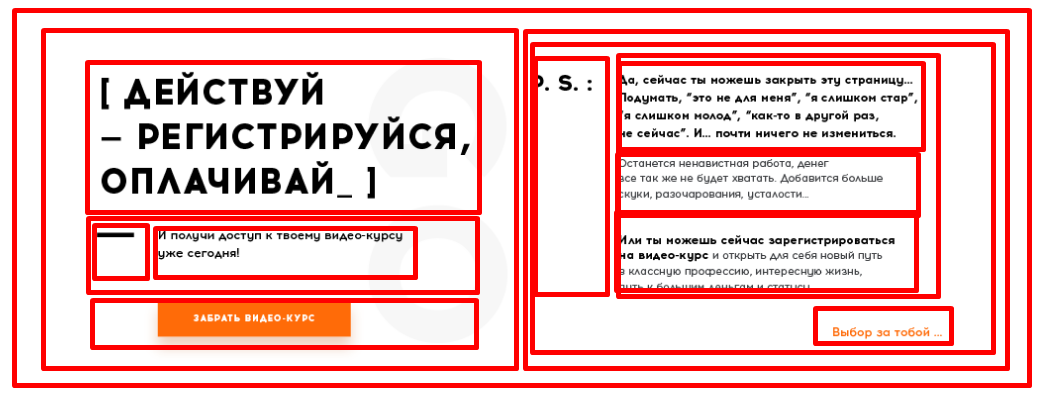 [ ДЕЙСТВУЙ
– РЕГИСТРИРУЙСЯ,
ОПЛАЧИВАЙ_ ]
И получи доступ к твоему видео-курсу
уже сегодня!
ЗАБРАТЬ ВИДЕО-КУРС
P. S. :
Да, сейчас ты можешь закрыть эту страницу...
Подумать, "это не для меня", "я слишком стар",
"я слишком молод", "как-то в другой раз,
не сейчас". И... почти ничего не измениться.
Останется ненавистная работа, денег
все так же не будет хватать. Добавится больше
скуки, разочарования, усталости...
Или ты можешь сейчас зарегистрироваться
на видео-курс и открыть для себя новый путь
в классную профессию, интересную жизнь,
путь к большим деньгам и статусу
Выбор за тобой ...